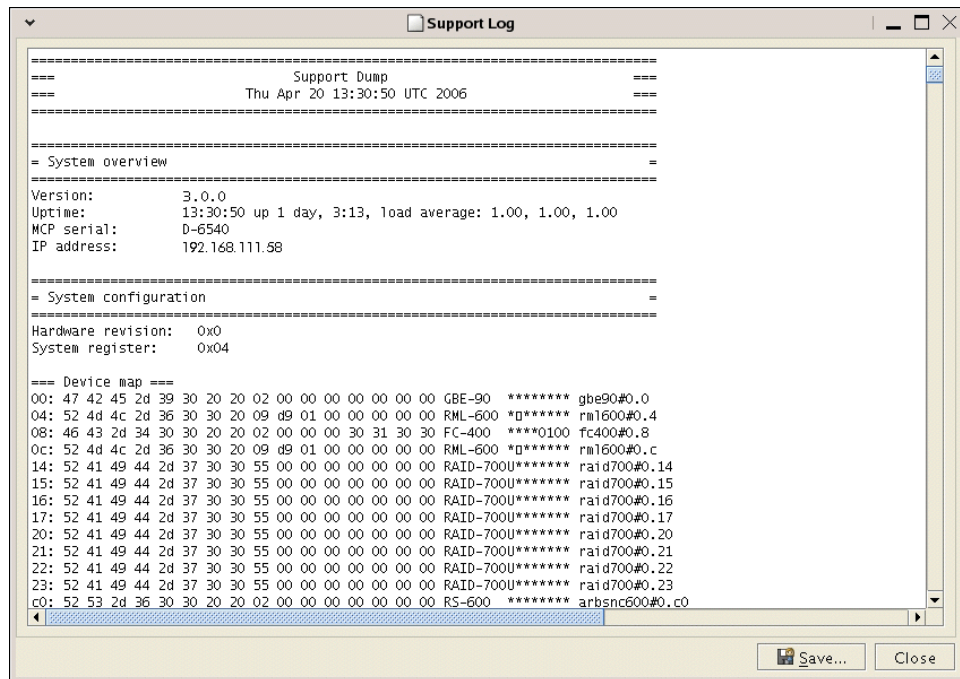 Support Log
===============================================================================
===                              Support Dump                               ===
===                        Thu Apr 20 13:30:50 UTC 2006                     ===
===============================================================================
===============================================================================
= System overview                                                             =
===============================================================================
Version:           3.0.0
Uptime:            13:30:50 up 1 day, 3:13, load average: 1.00, 1.00, 1.00
MCP serial:        D-6540
IP address:        192.168.111.58
===============================================================================
= System configuration                                                        =
===============================================================================
Hardware revision:   0x0
System register:     0x04
=== Device map ===
00: 47 42 45 2d 39 30 20 20 02 00 00 00 00 00 00 00 GBE-90  ******** gbe90#0.0
04: 52 4d 4c 2d 36 30 30 20 09 d9 01 00 00 00 00 00 RML-600 *▯****** rml600#0.4
08: 46 43 2d 34 30 30 20 20 02 00 00 00 30 31 30 30 FC-400  ****0100 fc400#0.8
0c: 52 4d 4c 2d 36 30 30 20 09 d9 01 00 00 00 00 00 RML-600 *▯****** rml600#0.c
14: 52 41 49 44 2d 37 30 30 55 00 00 00 00 00 00 00 RAID-700U******* raid700#0.14
15: 52 41 49 44 2d 37 30 30 55 00 00 00 00 00 00 00 RAID-700U******* raid700#0.15
16: 52 41 49 44 2d 37 30 30 55 00 00 00 00 00 00 00 RAID-700U******* raid700#0.16
17: 52 41 49 44 2d 37 30 30 55 00 00 00 00 00 00 00 RAID-700U******* raid700#0.17
20: 52 41 49 44 2d 37 30 30 55 00 00 00 00 00 00 00 RAID-700U******* raid700#0.20
21: 52 41 49 44 2d 37 30 30 55 00 00 00 00 00 00 00 RAID-700U******* raid700#0.21
22: 52 41 49 44 2d 37 30 30 55 00 00 00 00 00 00 00 RAID-700U******* raid700#0.22
23: 52 41 49 44 2d 37 30 30 55 00 00 00 00 00 00 00 RAID-700U******* raid700#0.23
c0: 52 53 2d 36 30 30 20 20 02 00 00 00 00 00 00 00 RS-600  ******** arbsnc600#0.c0
Save...
Close